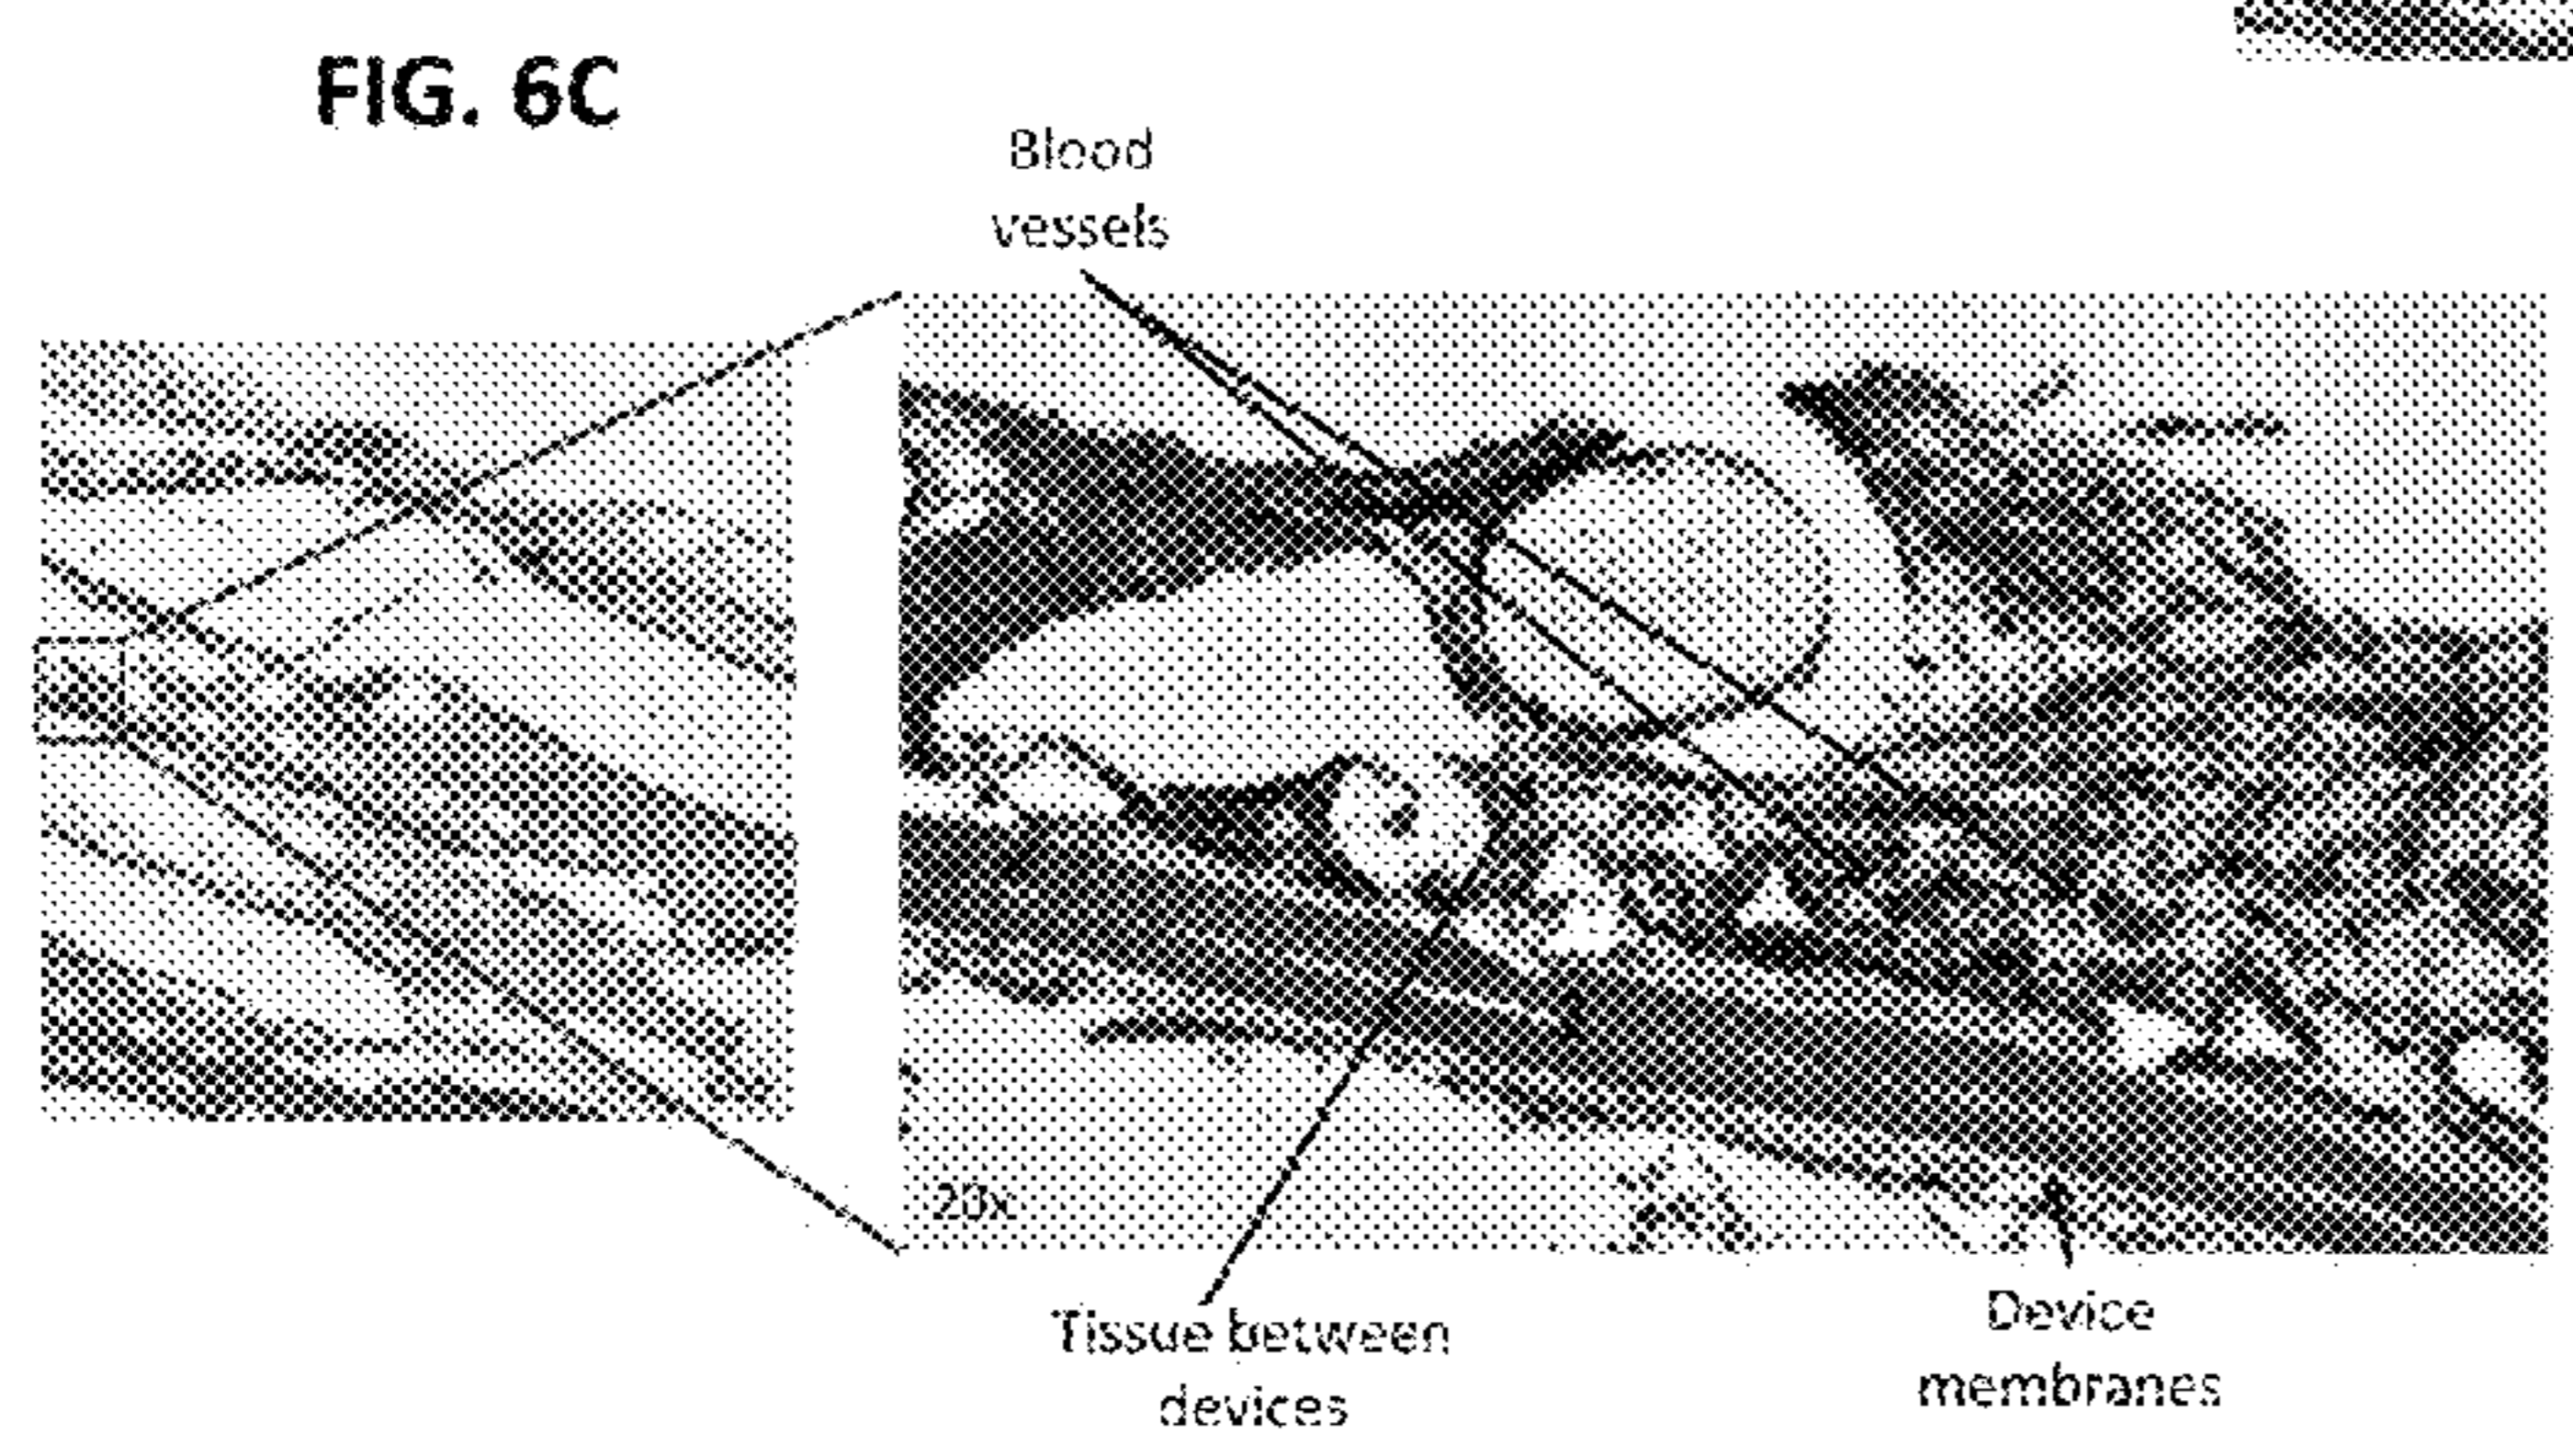 FIG. 6C
Blood
vessels
20x
Tissue between
devices
Device
membranes